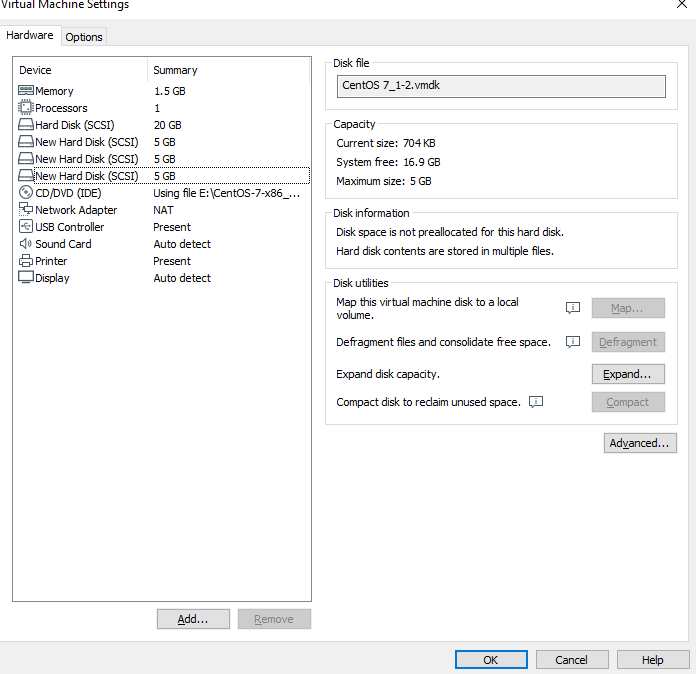 Virtual Machine Settings
Hardware
Options
Device Summary
Memory 1.5 GB
Processors 1
Hard Disk (SCSI) 20 GB
New Hard Disk (SCSI) 5 GB
New Hard Disk (SCSI) 5 GB
New Hard Disk (SCSI) 5 GB
CD/DVD (IDE) Using file E:\CentOS-7-x86_...
Network Adapter NAT
USB Controller Present
Sound Card Auto detect
Printer Present
Display Auto detect
Add...
Remove
Disk file
CentOS 7_1-2.vmdk
Capacity
Current size: 704 KB
System free: 16.9 GB
Maximum size: 5 GB
Disk information
Disk space is not preallocated for this hard disk.
Hard disk contents are stored in multiple files.
Disk utilities
Map this virtual machine disk to a local
volume.
Map...
Defragment files and consolidate free space.
Defragment
Expand disk capacity.
Expand...
Compact disk to reclaim unused space.
Compact
Advanced...
OK
Cancel
Help